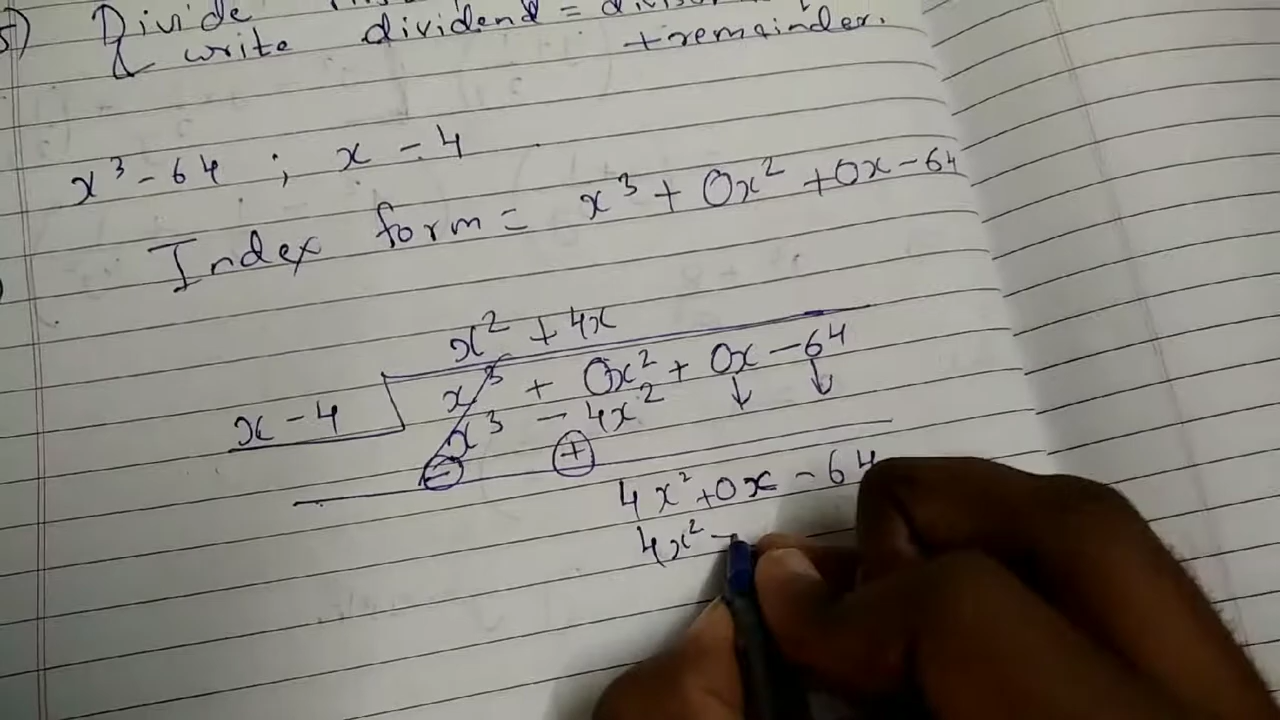 5) Divide
& write dividend =
+remainder.
x³ - 64 ; x - 4
Index form = x³ + 0x² + 0x - 64
x² + 4x
x - 4
x³ + 0x² + 0x - 64
x³ - 4x² ↓ ↓
- +
4x² + 0x - 64
4x² -